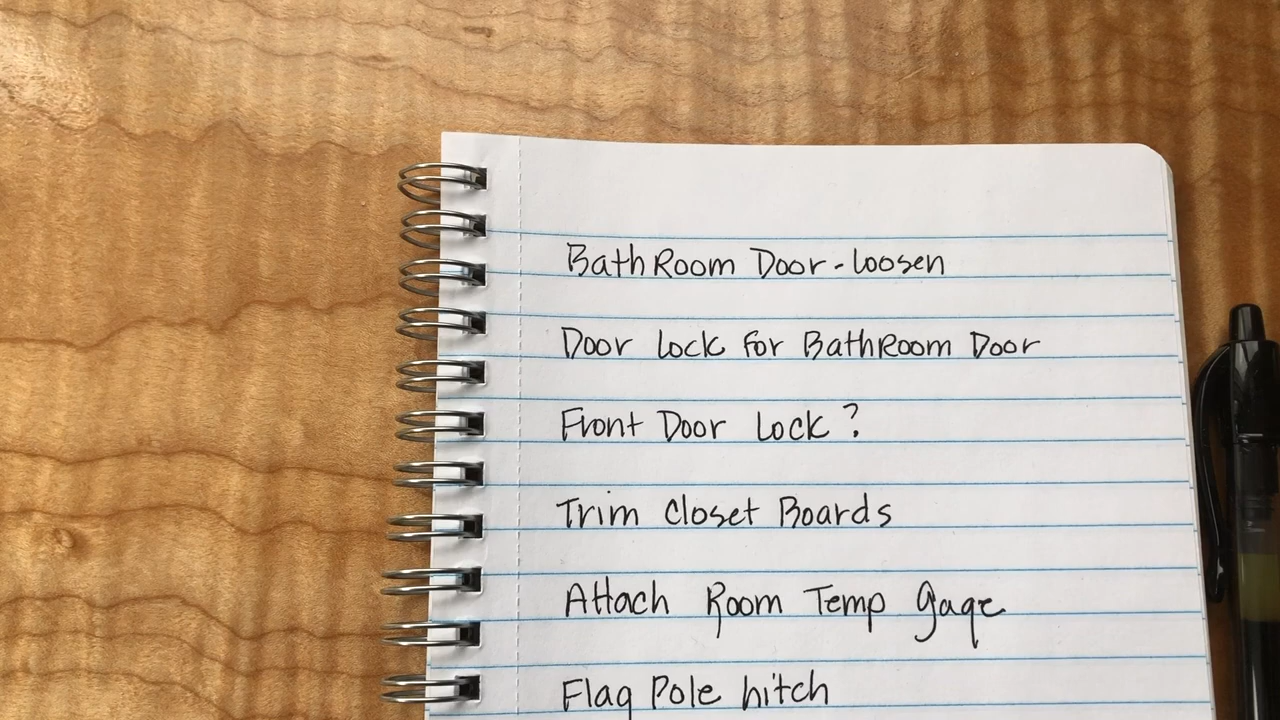 BathRoom Door-loosen
Door lock for BathRoom Door
Front Door Lock?
Trim Closet Boards
Attach Room Temp gage
Flag Pole hitch